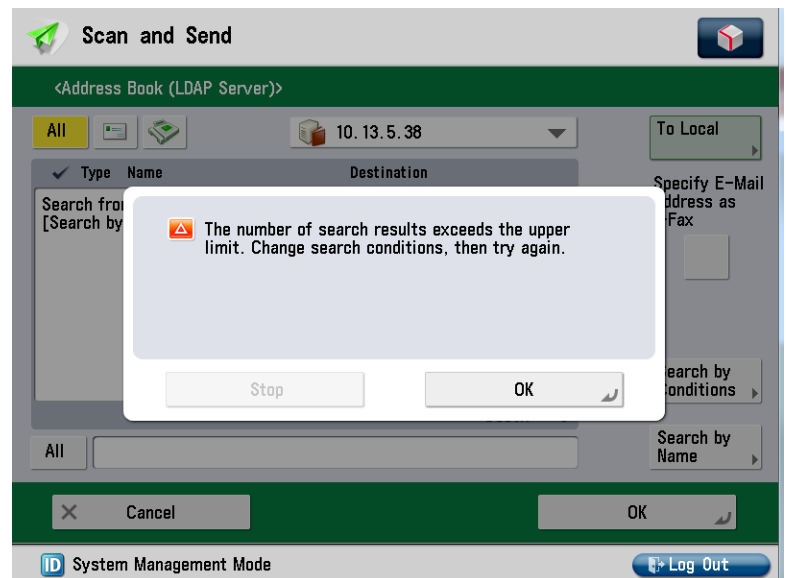 Scan and Send
<Address Book (LDAP Server)>
All
10.13.5.38
To Local
Type Name Destination
Specify E-Mail
ddress as
Fax
Search fro
[Search by
The number of search results exceeds the upper
limit. Change search conditions, then try again.
Stop
OK
earch by
onditions
All
Search by
Name
Cancel
OK
ID System Management Mode
Log Out